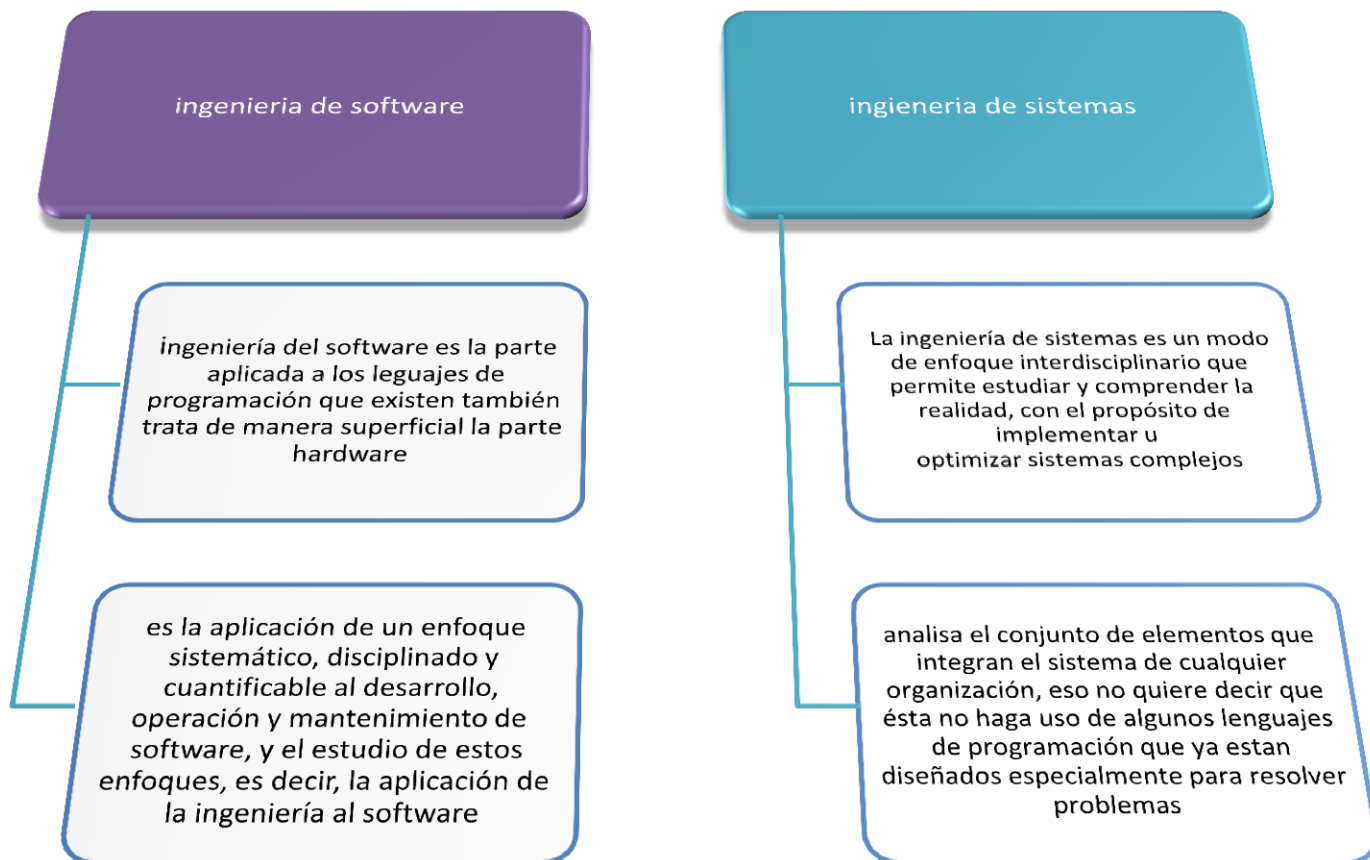 ingenieria de software
ingeniería del software es la parte
aplicada a los leguajes de
programación que existen también
trata de manera superficial la parte
hardware
es la aplicación de un enfoque
sistemático, disciplinado y
cuantificable al desarrollo,
operación y mantenimiento de
software, y el estudio de estos
enfoques, es decir, la aplicación de
la ingeniería al software
ingieneria de sistemas
La ingeniería de sistemas es un modo
de enfoque interdisciplinario que
permite estudiar y comprender la
realidad, con el propósito de
implementar u
optimizar sistemas complejos
analisa el conjunto de elementos que
integran el sistema de cualquier
organización, eso no quiere decir que
ésta no haga uso de algunos lenguajes
de programación que ya estan
diseñados especialmente para resolver
problemas